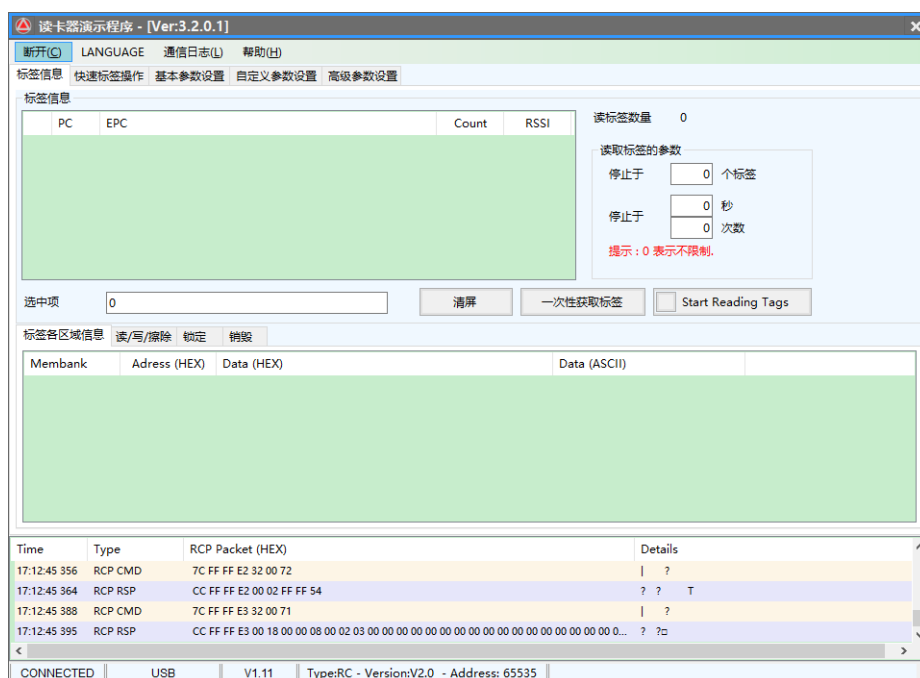 读卡器演示程序 - [Ver:3.2.0.1]
断开(C) LANGUAGE 通信日志(L) 帮助(H)
标签信息 快速标签操作 基本参数设置 自定义参数设置 高级参数设置
标签信息
PC EPC Count RSSI
读标签数量 0
读取标签的参数
停止于 0 个标签
停止于 0 秒
0 次数
提示：0 表示不限制.
选中项 0 清屏 一次性获取标签 Start Reading Tags
标签各区域信息 读/写/擦除 锁定 销毁
Membank Adress (HEX) Data (HEX) Data (ASCII)
Time Type RCP Packet (HEX) Details
17:12:45 356 RCP CMD 7C FF FF E2 32 00 72 | ?
17:12:45 364 RCP RSP CC FF FF E2 00 02 FF FF 54 ? ? T
17:12:45 388 RCP CMD 7C FF FF E3 32 00 71 | ?
17:12:45 395 RCP RSP CC FF FF E3 00 18 00 00 08 00 02 03 00 00 00 00 00 00 00 00 00 00 00 00 00 00 00 00 00 0... ? ?□
CONNECTED USB V1.11 Type:RC - Version:V2.0 - Address: 65535